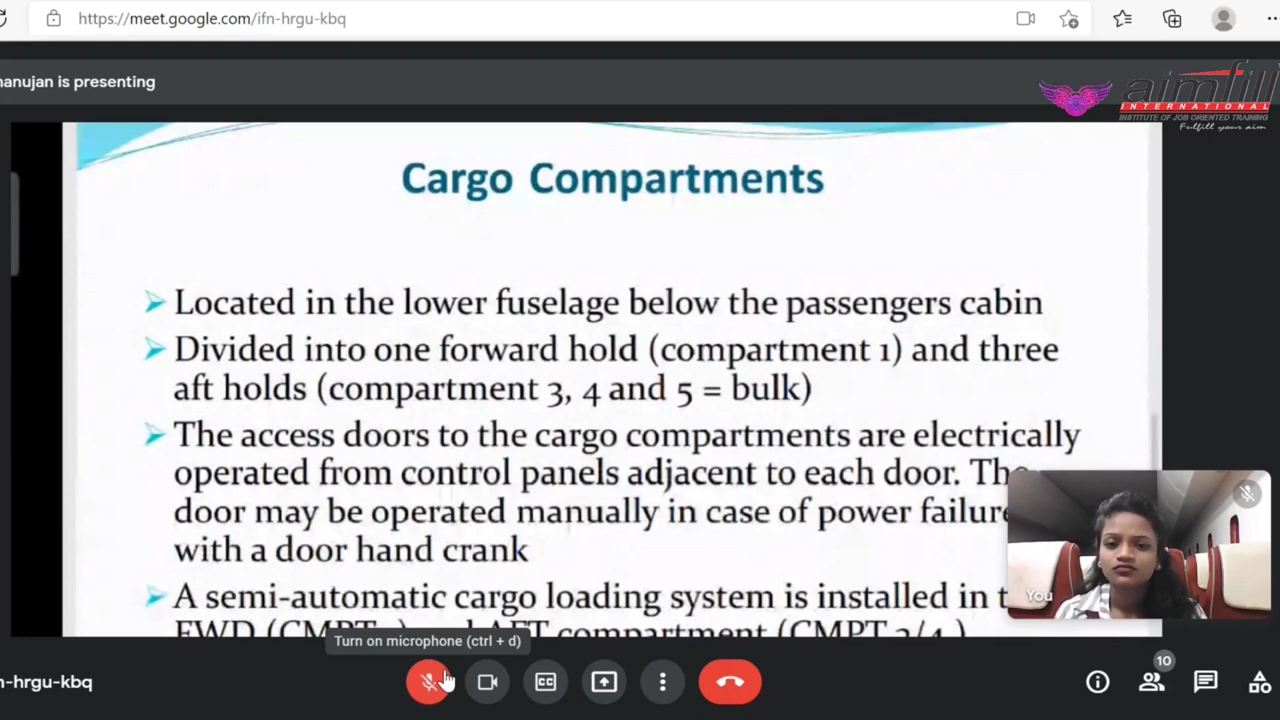 https://meet.google.com/ifn-hrgu-kbq
anujan is presenting
aimfill
INTERNATIONAL
INSTITUTE OF JOB ORIENTED TRAINING
Fulfill your aim
Cargo Compartments
➢ Located in the lower fuselage below the passengers cabin
➢ Divided into one forward hold (compartment 1) and three
aft holds (compartment 3, 4 and 5 = bulk)
➢ The access doors to the cargo compartments are electrically
operated from control panels adjacent to each door. The
door may be operated manually in case of power failure
with a door hand crank
➢ A semi-automatic cargo loading system is installed in
FWD (CMPT and AFT compartment (CMPT 3/4 )
You
Turn on microphone (ctrl + d)
n-hrgu-kbq
CC
10